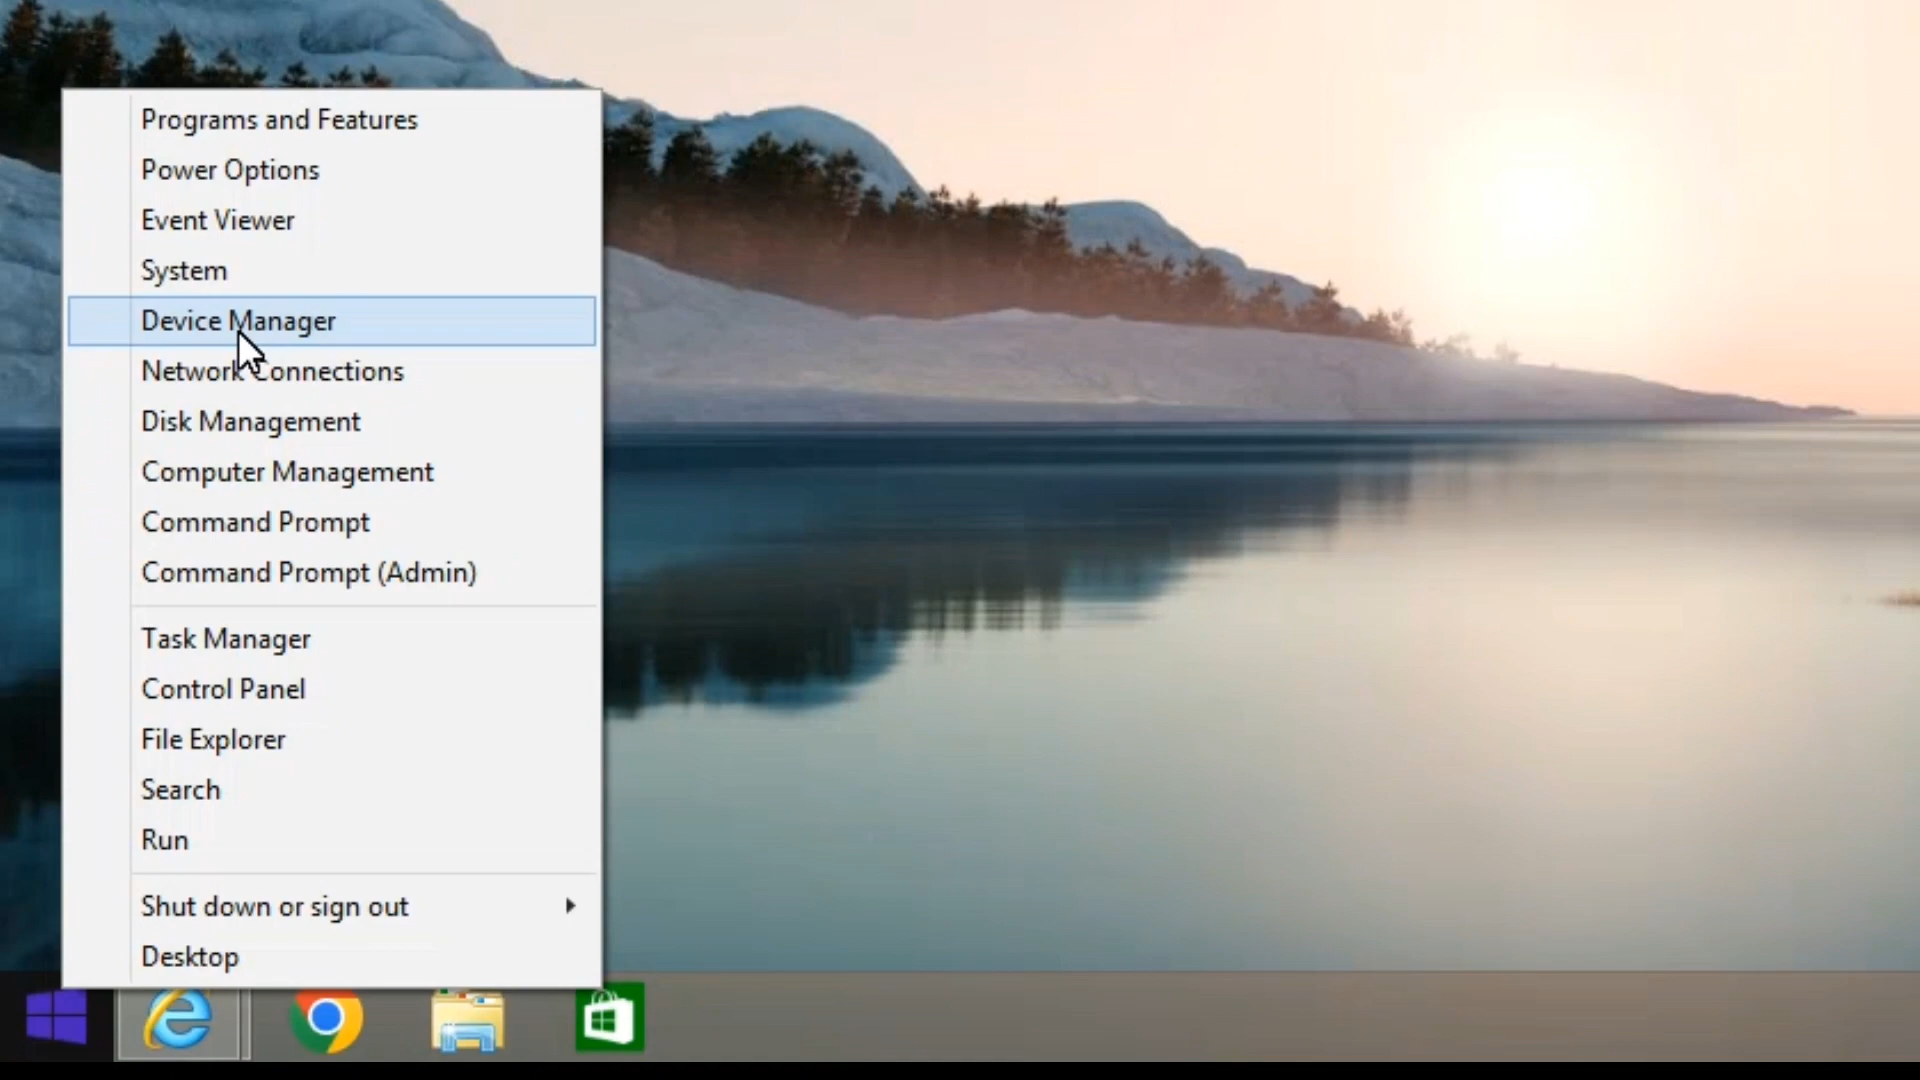 Programs and Features
Power Options
Event Viewer
System
Device Manager
Network Connections
Disk Management
Computer Management
Command Prompt
Command Prompt (Admin)
Task Manager
Control Panel
File Explorer
Search
Run
Shut down or sign out
Desktop